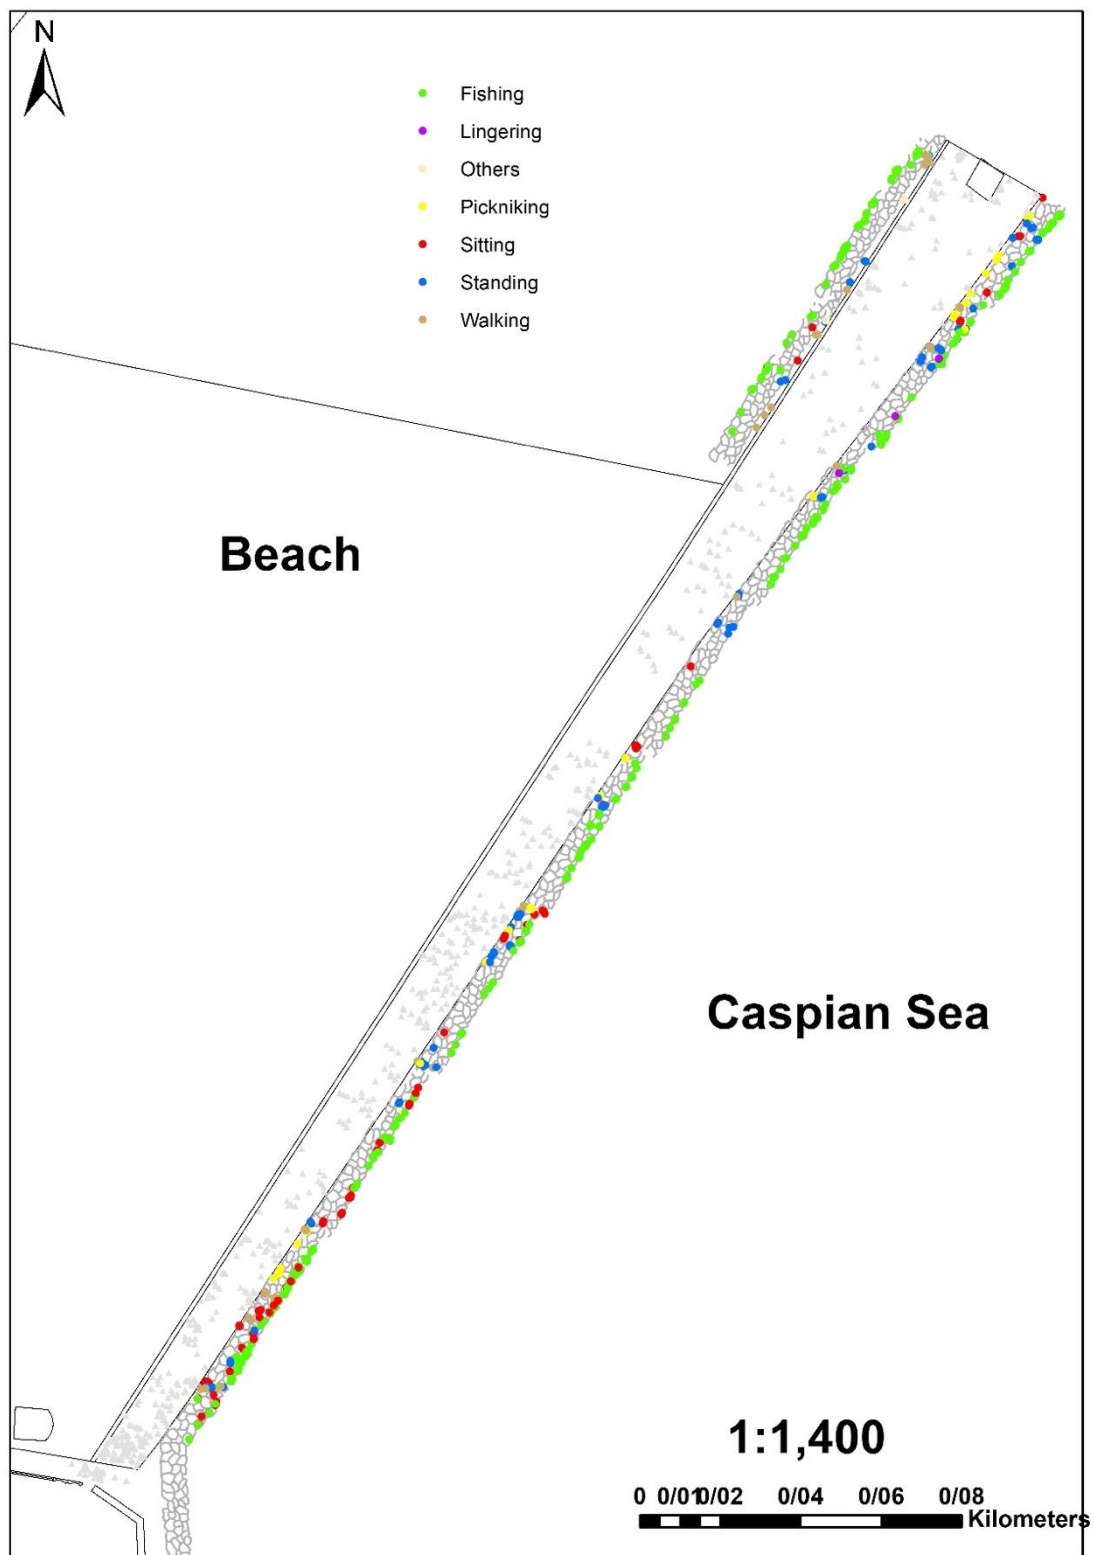 N
Fishing
Lingering
Others
Pickniking
Sitting
Standing
Walking
Beach
Caspian Sea
1:1,400
0 0/01 0/02 0/04 0/06 0/08
Kilometers